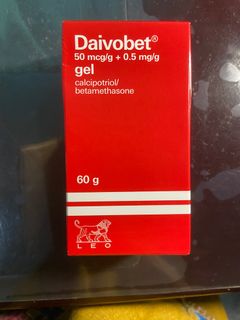 Daivobet®
50 mcg/g + 0.5 mg/g
gel
calcipotriol/
betamethasone
60 g
LEO